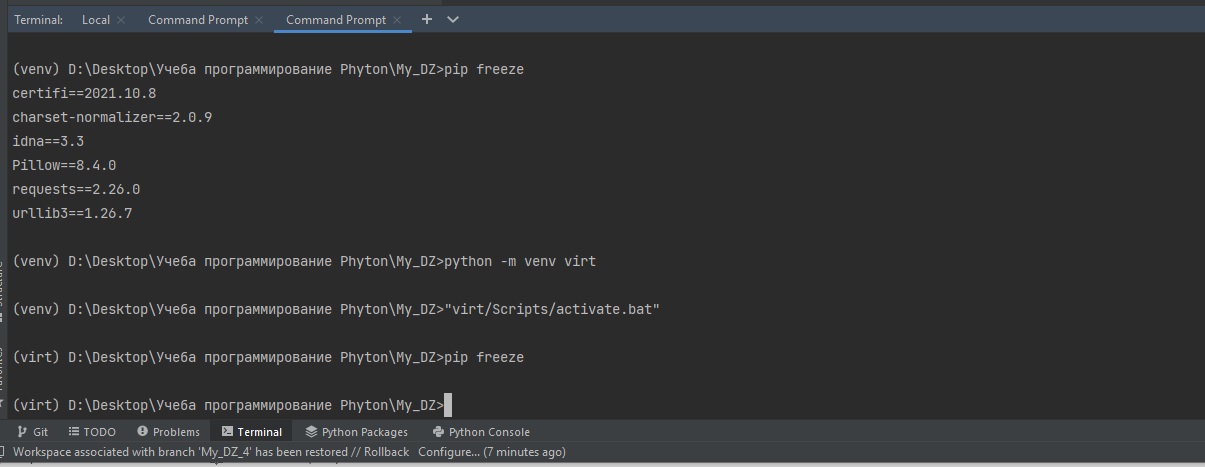 Terminal: Local Command Prompt Command Prompt
(venv) D:\Desktop\Учеба программирование Phyton\My_DZ>pip freeze
certifi==2021.10.8
charset-normalizer==2.0.9
idna==3.3
Pillow==8.4.0
requests==2.26.0
urllib3==1.26.7
(venv) D:\Desktop\Учеба программирование Phyton\My_DZ>python -m venv virt
(venv) D:\Desktop\Учеба программирование Phyton\My_DZ>"virt/Scripts/activate.bat"
(virt) D:\Desktop\Учеба программирование Phyton\My_DZ>pip freeze
(virt) D:\Desktop\Учеба программирование Phyton\My_DZ>
Git TODO Problems Terminal Python Packages Python Console
Workspace associated with branch 'My_DZ_4' has been restored // Rollback Configure... (7 minutes ago)